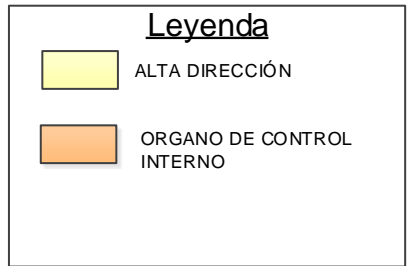 Leyenda
ALTA DIRECCIÓN
ORGANO DE CONTROL
INTERNO